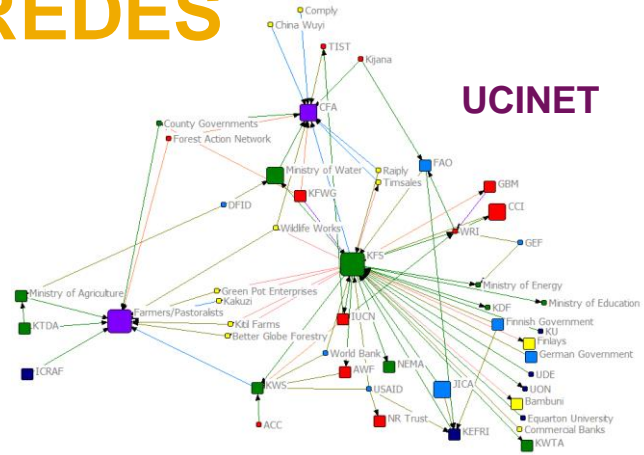 REDES
UCINET
Comply
China Wuyi
TIST
Kijana
CFA
County Governments
Forest Action Network
FAO
Ministry of Water
Raiply
Timsales
GBM
KFWG
CCI
DFID
WRI
Wildlife Works
GEF
KFS
Ministry of Energy
Ministry of Agriculture
Green Pot Enterprises
Kakuzi
Ministry of Education
KDF
Farmers/Pastoralists
IUCN
Finnish Government
KTDA
Kitil Farms
KU
Better Globe Forestry
Finlays
World Bank
German Government
NEMA
ICRAF
AWF
UDE
KWS
USAID
JICA
UON
Bambuni
NR Trust
Equarton University
ACC
Commercial Banks
KEFRI
KWTA